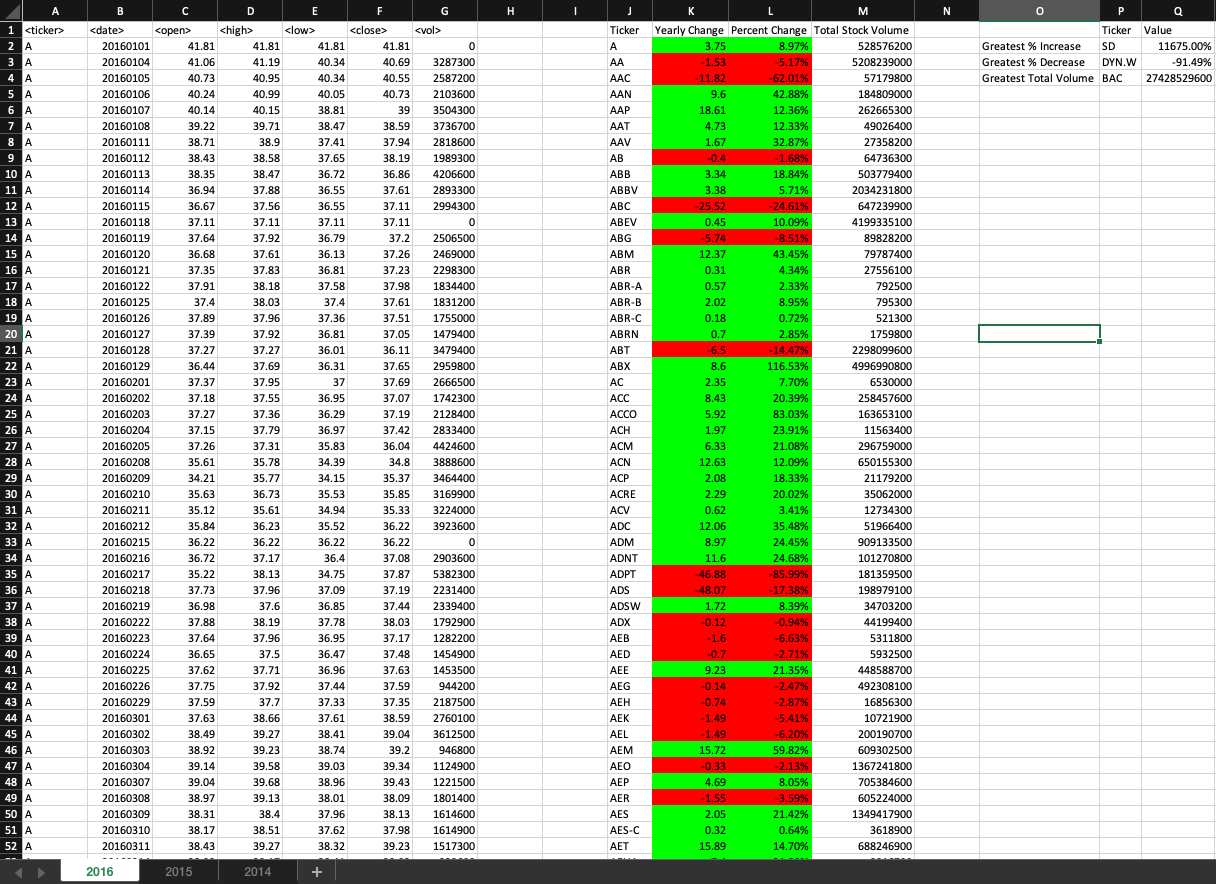 A B C D E F G H I J K L M N O P Q
1 <ticker> <date> <open> <high> <low> <close> <vol> Ticker Yearly Change Percent Change Total Stock Volume Ticker Value
2 A 20160101 41.81 41.81 41.81 41.81 0 A 3.75 8.97% 528576200 Greatest % Increase SD 11675.00%
3 A 20160104 41.06 41.19 40.34 40.69 3287300 AA -1.53 -5.17% 5208239000 Greatest % Decrease DYN.W -91.49%
4 A 20160105 40.73 40.95 40.34 40.55 2587200 AAC -11.82 -62.01% 57179800 Greatest Total Volume BAC 27428529600
5 A 20160106 40.24 40.99 40.05 40.73 2103600 AAN 9.6 42.88% 184809000
6 A 20160107 40.14 40.15 38.81 39 3504300 AAP 18.61 12.36% 262665300
7 A 20160108 39.22 39.71 38.47 38.59 3736700 AAT 4.73 12.33% 49026400
8 A 20160111 38.71 38.9 37.41 37.94 2818600 AAV 1.67 32.87% 27358200
9 A 20160112 38.43 38.58 37.65 38.19 1989300 AB -0.4 -1.68% 64736300
10 A 20160113 38.35 38.47 36.72 36.86 4206600 ABB 3.34 18.84% 503779400
11 A 20160114 36.94 37.88 36.55 37.61 2893300 ABBV 3.38 5.71% 2034231800
12 A 20160115 36.67 37.56 36.55 37.11 2994300 ABC -25.52 -24.61% 647239900
13 A 20160118 37.11 37.11 37.11 37.11 0 ABEV 0.45 10.09% 4199335100
14 A 20160119 37.64 37.92 36.79 37.2 2506500 ABG -5.74 -8.51% 89828200
15 A 20160120 36.68 37.61 36.13 37.26 2469000 ABM 12.37 43.45% 79787400
16 A 20160121 37.35 37.83 36.81 37.23 2298300 ABR 0.31 4.34% 27556100
17 A 20160122 37.91 38.18 37.58 37.98 1834400 ABR-A 0.57 2.33% 792500
18 A 20160125 37.4 38.03 37.4 37.61 1831200 ABR-B 2.02 8.95% 795300
19 A 20160126 37.89 37.96 37.36 37.51 1755000 ABR-C 0.18 0.72% 521300
20 A 20160127 37.39 37.92 36.81 37.05 1479400 ABRN 0.7 2.85% 1759800
21 A 20160128 37.27 37.27 36.01 36.11 3479400 ABT -6.5 -14.47% 2298099600
22 A 20160129 36.44 37.69 36.31 37.65 2959800 ABX 8.6 116.53% 4996990800
23 A 20160201 37.37 37.95 37 37.69 2666500 AC 2.35 7.70% 6530000
24 A 20160202 37.18 37.55 36.95 37.07 1742300 ACC 8.43 20.39% 258457600
25 A 20160203 37.27 37.36 36.29 37.19 2128400 ACCO 5.92 83.03% 163653100
26 A 20160204 37.15 37.79 36.97 37.42 2833400 ACH 1.97 23.91% 11563400
27 A 20160205 37.26 37.31 35.83 36.04 4424600 ACM 6.33 21.08% 296759000
28 A 20160208 35.61 35.78 34.39 34.8 3888600 ACN 12.63 12.09% 650155300
29 A 20160209 34.21 35.77 34.15 35.37 3464400 ACP 2.08 18.33% 21179200
30 A 20160210 35.63 36.73 35.53 35.85 3169900 ACRE 2.29 20.02% 35062000
31 A 20160211 35.12 35.61 34.94 35.33 3224000 ACV 0.62 3.41% 12734300
32 A 20160212 35.84 36.23 35.52 36.22 3923600 ADC 12.06 35.48% 51966400
33 A 20160215 36.22 36.22 36.22 36.22 0 ADM 8.97 24.45% 909133500
34 A 20160216 36.72 37.17 36.4 37.08 2903600 ADNT 11.6 24.68% 101270800
35 A 20160217 35.22 38.13 34.75 37.87 5382300 ADPT -46.88 -85.99% 181359500
36 A 20160218 37.73 37.96 37.09 37.19 2231400 ADS -48.07 -17.38% 198979100
37 A 20160219 36.98 37.6 36.85 37.44 2339400 ADSW 1.72 8.39% 34703200
38 A 20160222 37.88 38.19 37.78 38.03 1792900 ADX -0.12 -0.94% 44199400
39 A 20160223 37.64 37.96 36.95 37.17 1282200 AEB -1.6 -6.63% 5311800
40 A 20160224 36.65 37.5 36.47 37.48 1454900 AED -0.7 -2.71% 5932500
41 A 20160225 37.62 37.71 36.96 37.63 1453500 AEE 9.23 21.35% 448588700
42 A 20160226 37.75 37.92 37.44 37.59 944200 AEG -0.14 -2.47% 492308100
43 A 20160229 37.59 37.7 37.33 37.35 2187500 AEH -0.74 -2.87% 16856300
44 A 20160301 37.63 38.66 37.61 38.59 2760100 AEK -1.49 -5.41% 10721900
45 A 20160302 38.49 39.27 38.41 39.04 3612500 AEL -1.49 -6.20% 200190700
46 A 20160303 38.92 39.23 38.74 39.2 946800 AEM 15.72 59.82% 609302500
47 A 20160304 39.14 39.58 39.03 39.34 1124900 AEO -0.33 -2.13% 1367241800
48 A 20160307 39.04 39.68 38.96 39.43 1221500 AEP 4.69 8.05% 705384600
49 A 20160308 38.97 39.13 38.01 38.09 1801400 AER -1.55 -3.59% 605224000
50 A 20160309 38.31 38.4 37.96 38.13 1614600 AES 2.05 21.42% 1349417900
51 A 20160310 38.17 38.51 37.62 37.98 1614900 AES-C 0.32 0.64% 3618900
52 A 20160311 38.43 39.27 38.32 39.23 1517300 AET 15.89 14.70% 688246900
2016 2015 2014 +